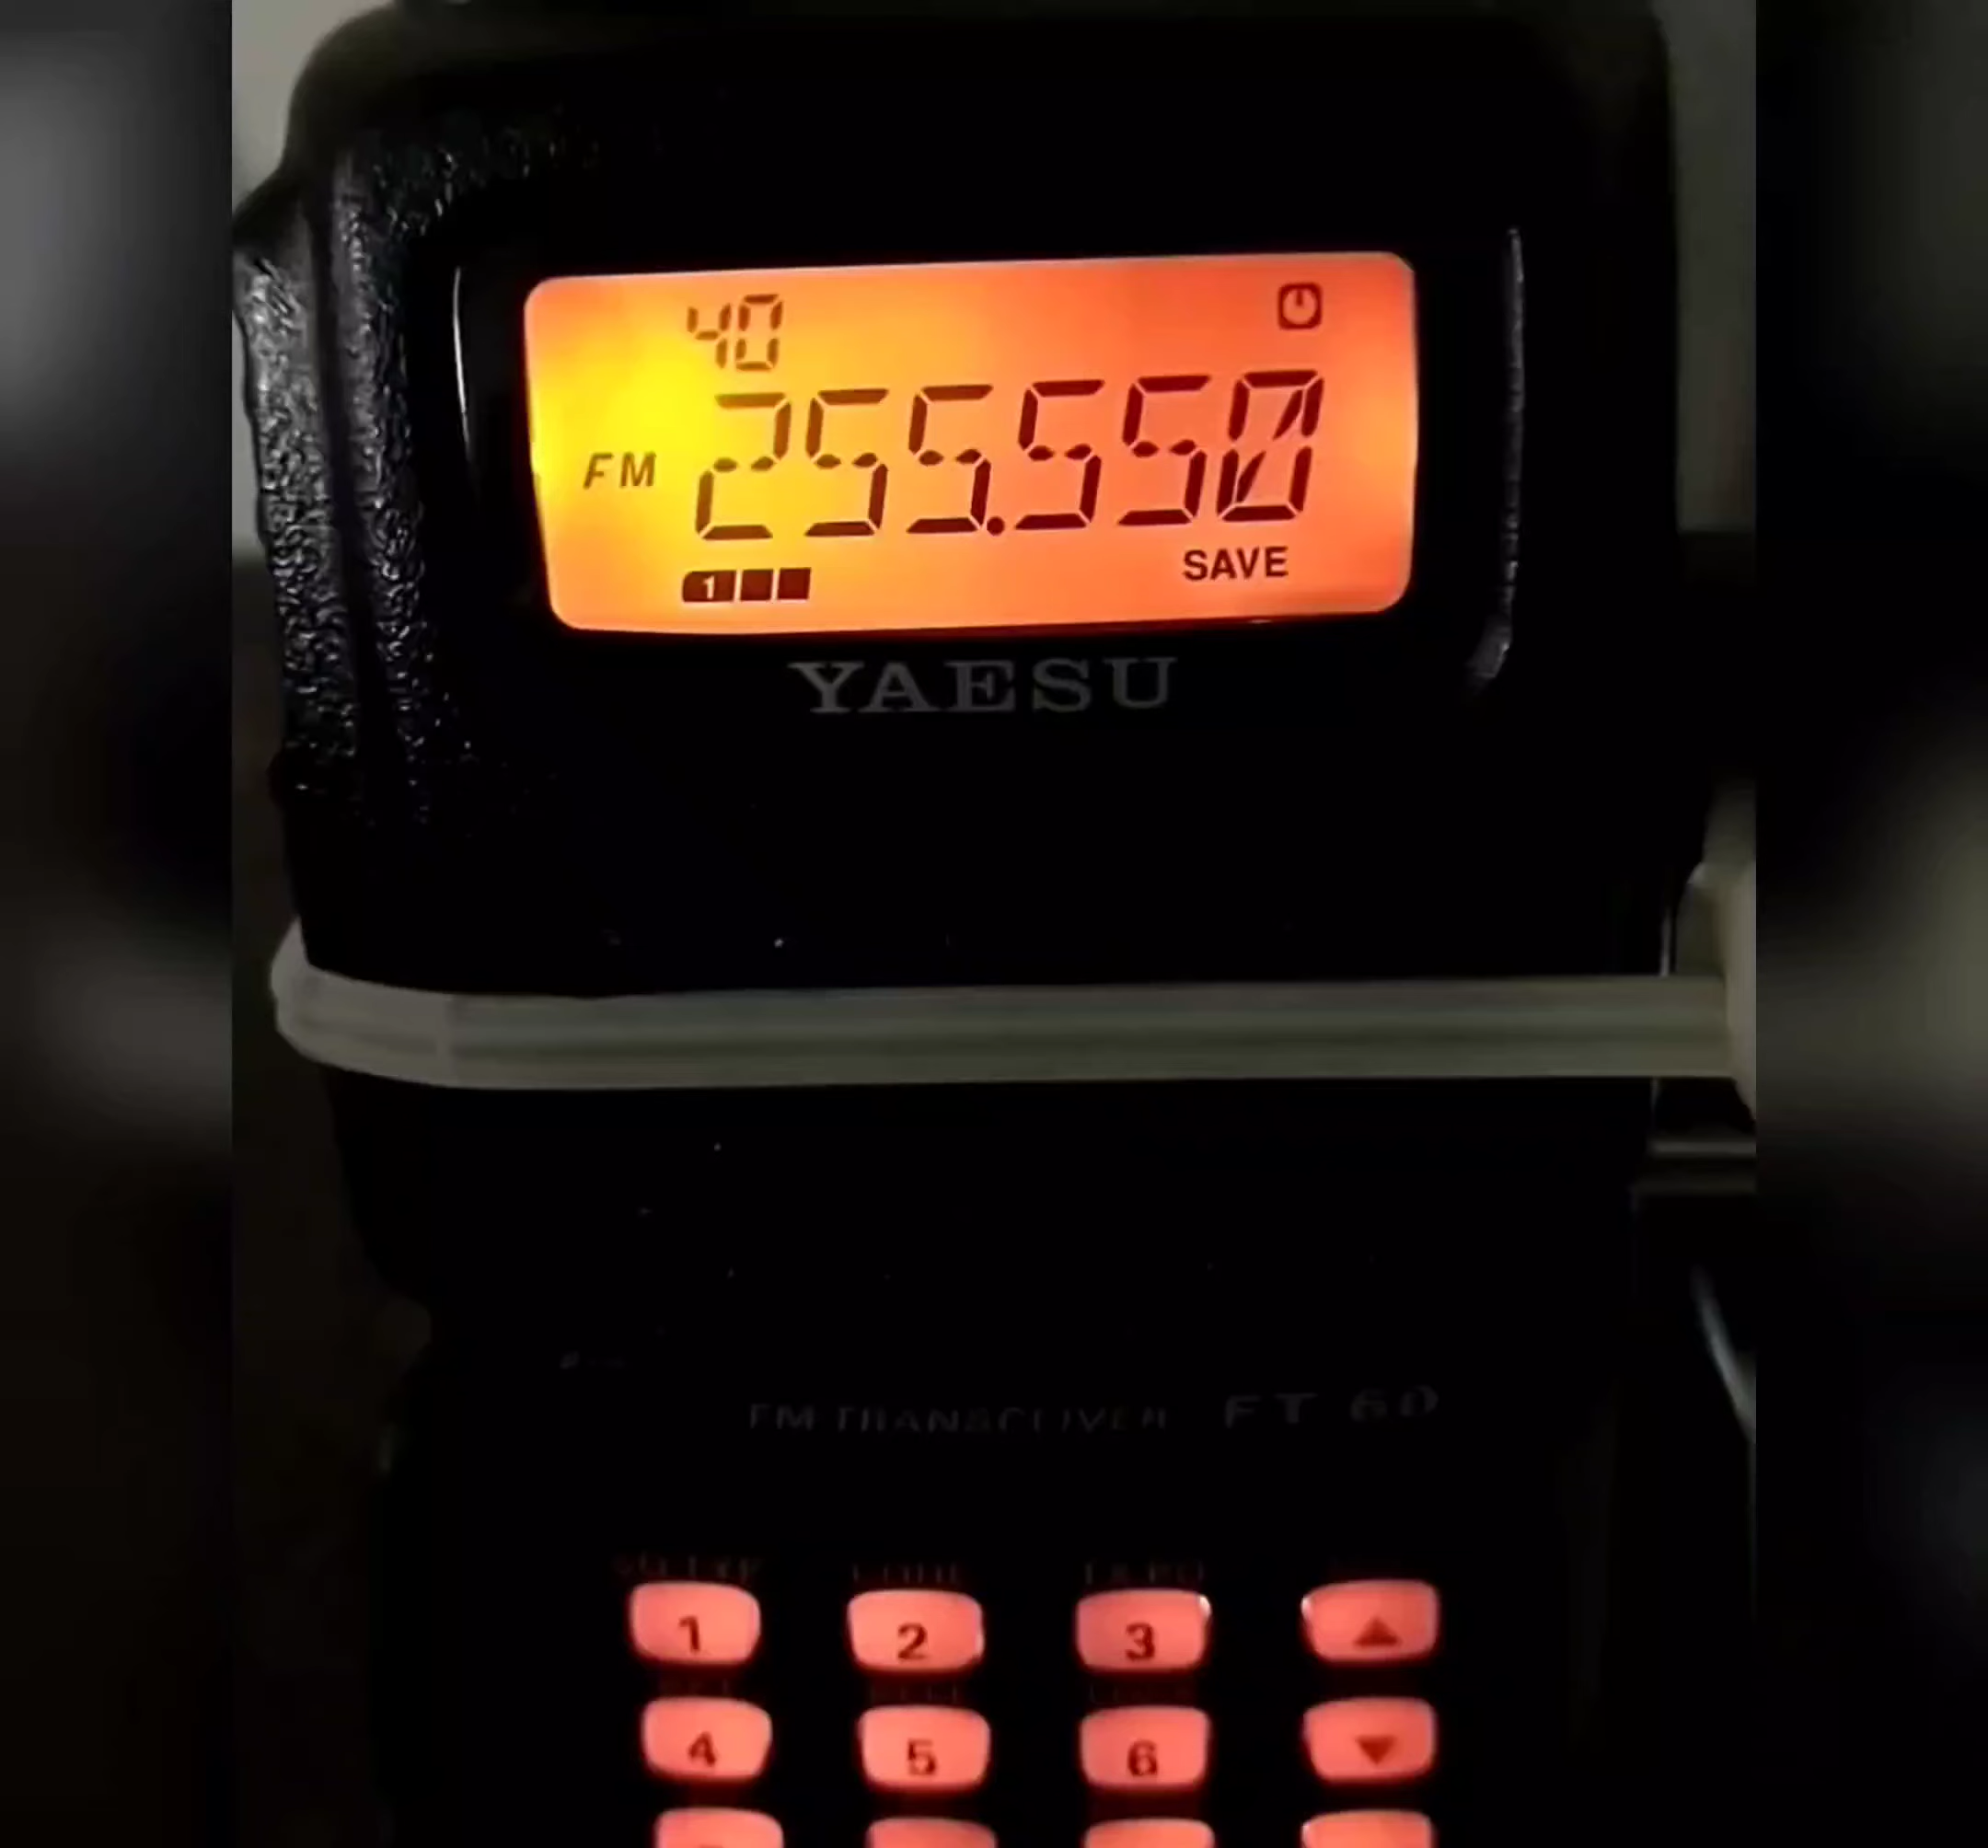 40
FM 255.550
1
SAVE
YAESU
FM TRANSCEIVER FT 60
1 2 3
4 5 6